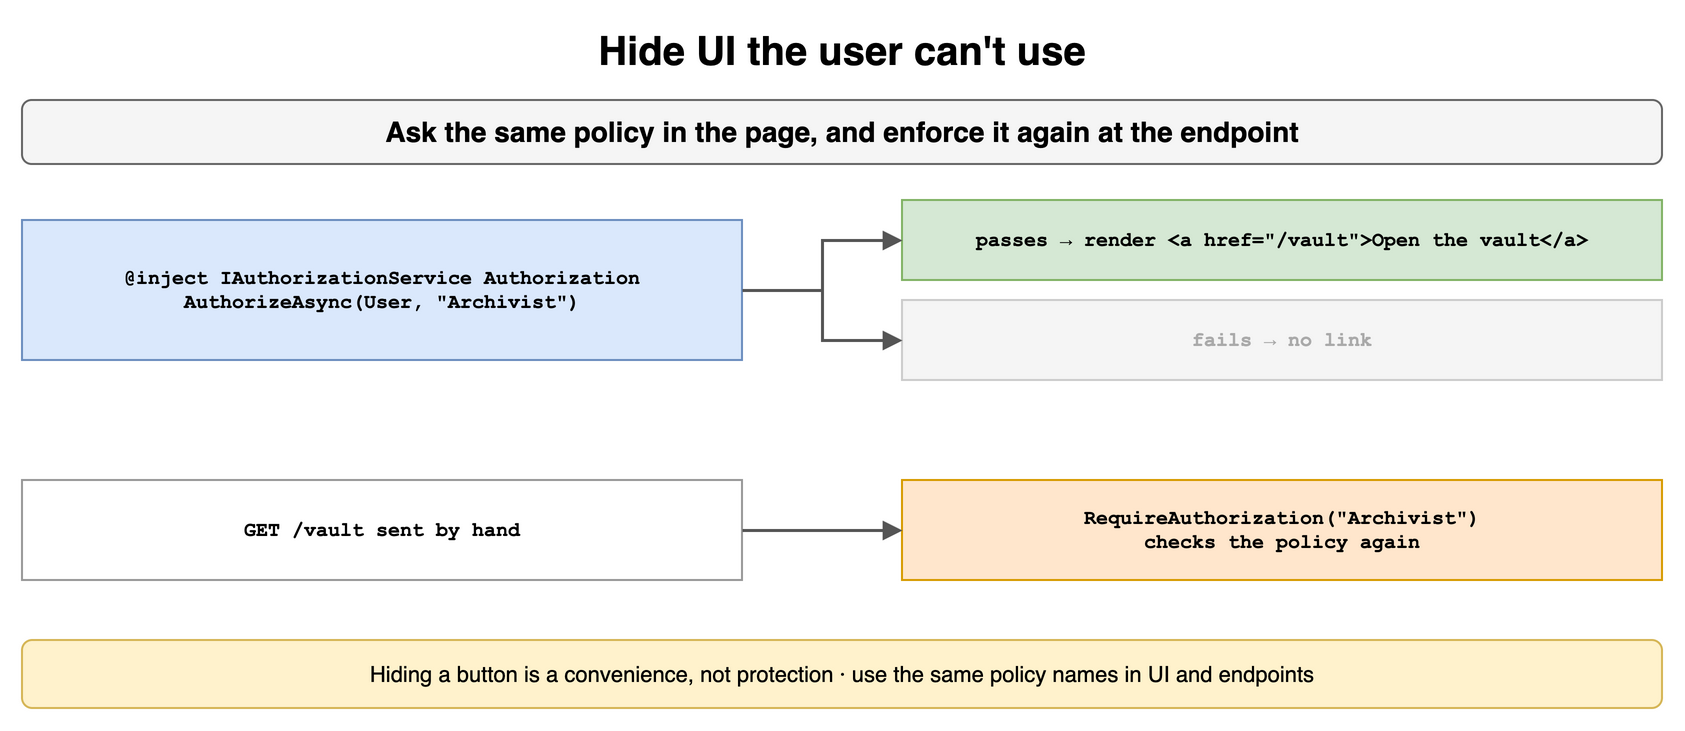 Hide UI the user can't use
Ask the same policy in the page, and enforce it again at the endpoint
@inject IAuthorizationService Authorization
AuthorizeAsync(User, "Archivist")
passes → render <a href="/vault">Open the vault</a>
fails → no link
GET /vault sent by hand
RequireAuthorization("Archivist")
checks the policy again
Hiding a button is a convenience, not protection · use the same policy names in UI and endpoints